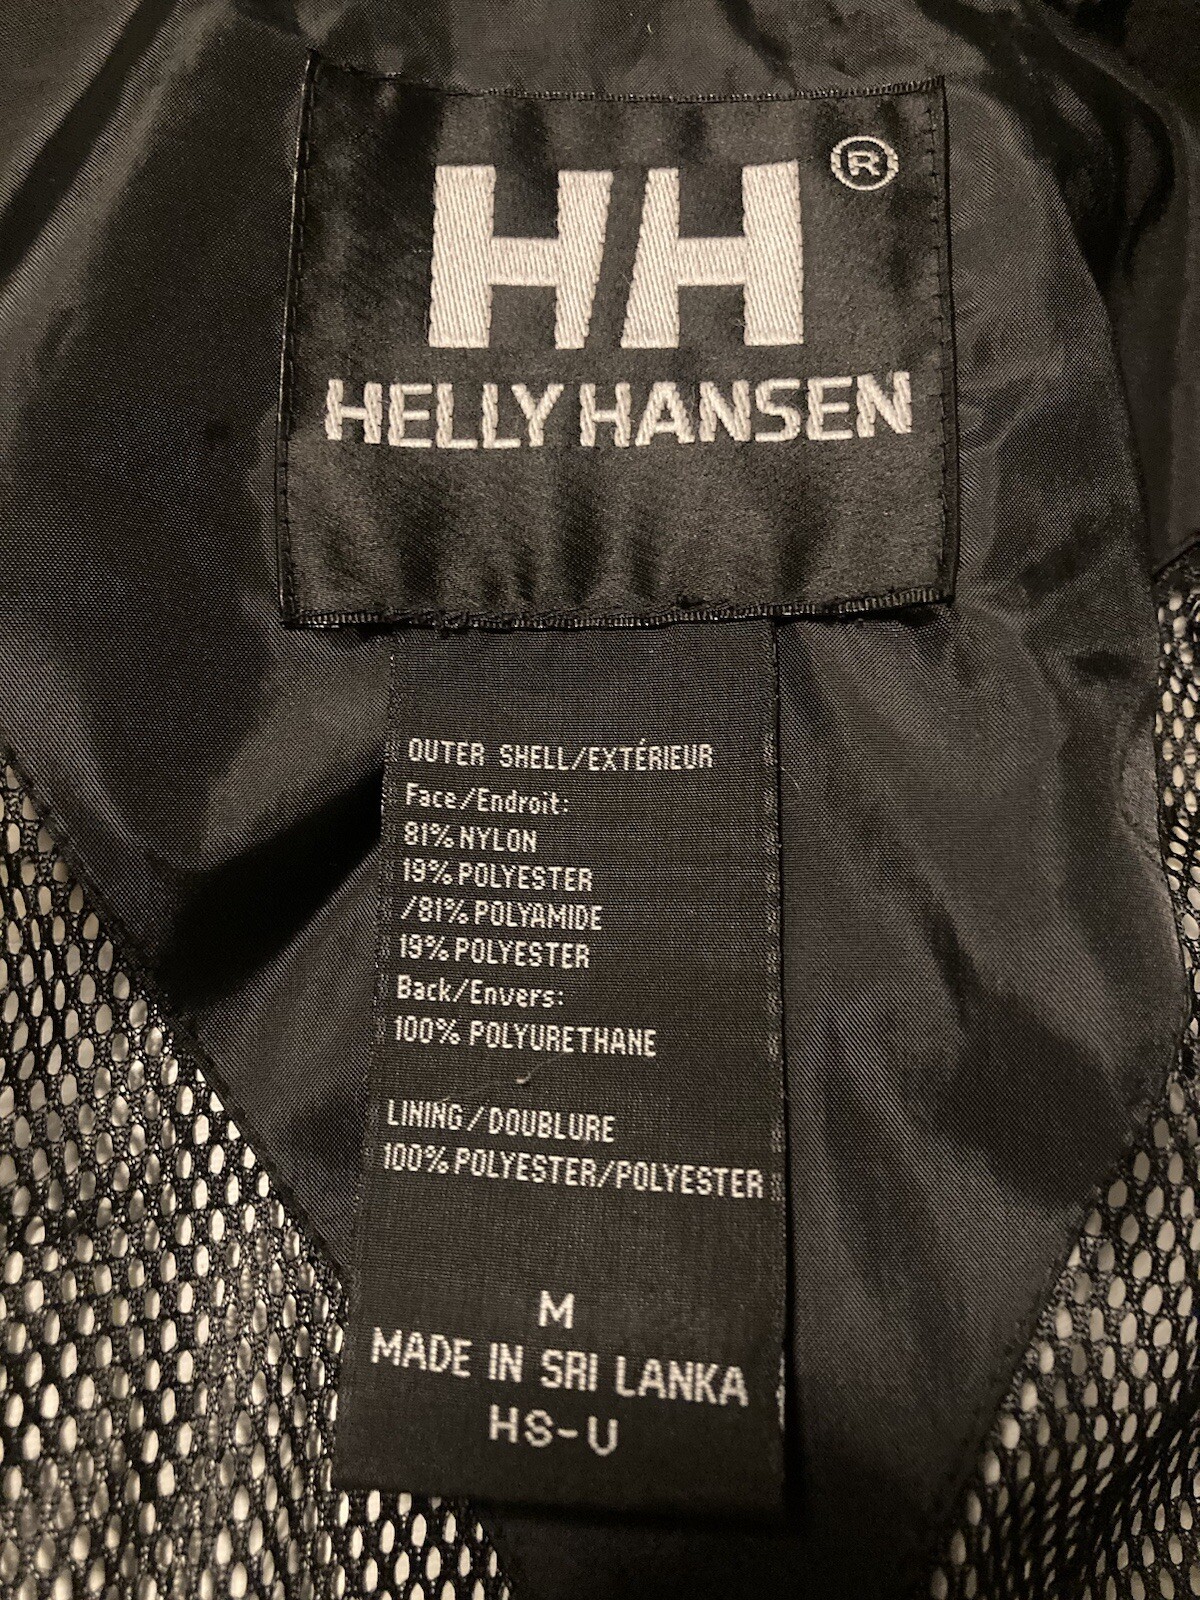 HH®
HELLY HANSEN
OUTER SHELL/EXTÉRIEUR
Face/Endroit:
81% NYLON
19% POLYESTER
/81% POLYAMIDE
19% POLYESTER
Back/Envers:
100% POLYURETHANE
LINING/DOUBLURE
100% POLYESTER/POLYESTER
M
MADE IN SRI LANKA
HS-U